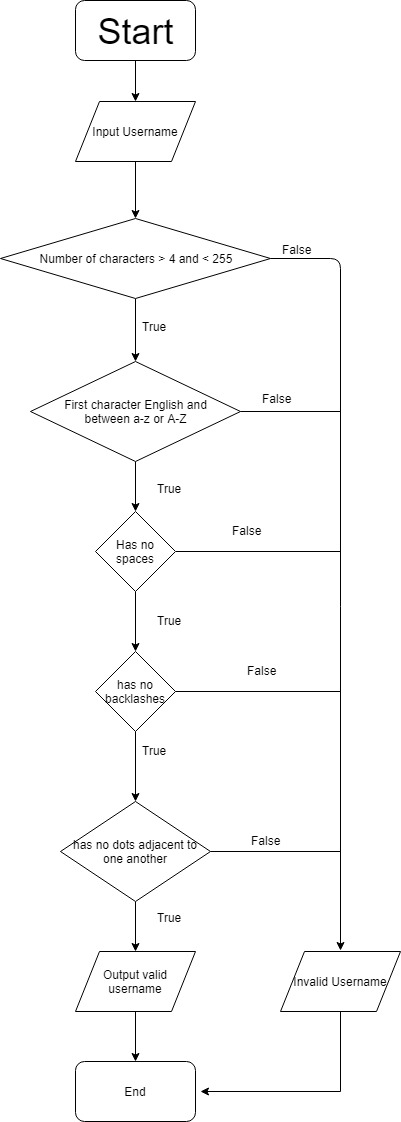 Start
Input Username
Number of characters > 4 and < 255
False
True
First character English and
between a-z or A-Z
False
True
Has no
spaces
False
True
has no
backlashes
False
True
has no dots adjacent to
one another
False
True
Output valid
username
Invalid Username
End